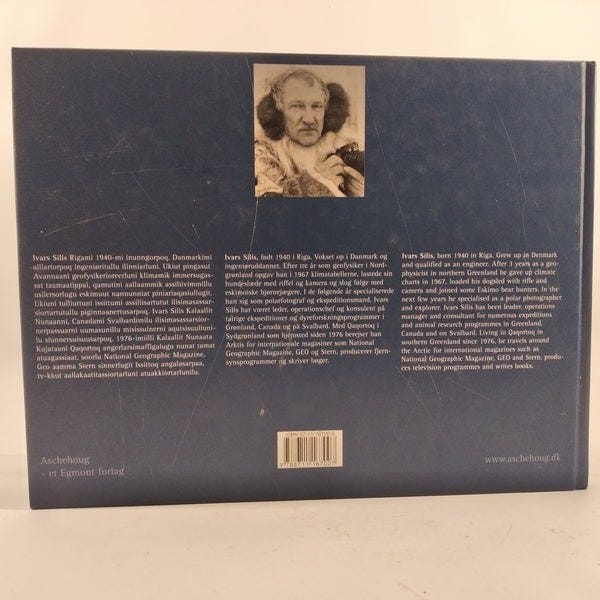 Ivars Silis Rigami 1940-mi inunngorpoq. Danmarkimi
alliartorpoq ingeniøritullu ilinniarluni. Ukiut pingasut
Avannaani geofysikeriorcerluni klimamik immersugas-
sat taamaatippai, qamutini aallaammik assiliivimmillu
usilersorlugu eskimuut nannunniat piniariaqasiullugit.
Ukiuni tulliuttuni issittumi assilisartutut ilisimasassar-
siortartutullu piginnaanertusarpoq. Ivars Silis Kalaallit
Nunaanni, Canadami Svalbardimilu ilisimasassarsior-
nerpassuarni uumasunillu misissuinerni aqutsisuulluni-
lu siunnersuisuusarpoq. 1976-imiilli Kalaallit Nunaata
Kujataani Qaqortoq angerlarsimaffigalugu nunat tamat
atuagassiaat, soorlu National Geographic Magazine,
Geo aamma Stern sinnerlugit Issittoq angalasarpaa,
tv-kkut aallakaatitassiortarluni atuakkiortarlunilu.
Ivars Silis, født 1940 i Riga. Vokset op i Danmark og
ingeniøruddannet. Efter tre år som geofysiker i Nord-
grønland opgav han i 1967 klimatabellerne, lastede sin
hundeslæde med riffel og kamera og slog følge med
eskimoiske bjørnejægere. I de følgende år specialiserede
han sig som polarfotograf og ekspeditionsmand. Ivars
Silis har været leder, operationschef og konsulent på
talrige ekspeditioner og dyreforskningsprogrammer i
Grønland, Canada og på Svalbard. Med Qaqortoq i
Sydgrønland som hjemsted siden 1976 berejser han
Arktis for internationale magasiner som National
Geographic Magazine, GEO og Stern, producerer fjern-
synsprogrammer og skriver bøger.
Ivars Silis, born 1940 in Riga. Grew up in Denmark
and qualified as an engineer. After 3 years as a geo-
physicist in northern Greenland he gave up climate
charts in 1967, loaded his dogsled with rifle and
camera and joined some Eskimo bear hunters. In the
next few years he specialised as a polar photographer
and explorer. Ivars Silis has been leader, operations
manager and consultant for numerous expeditions
and animal research programmes in Greenland,
Canada and on Svalbard. Living in Qaqortoq in
southern Greenland since 1976, he travels around
the Arctic for international magazines such as
National Geographic Magazine, GEO and Stern, produ-
ces television programmes and writes books.
ISBN 87-11-16700-9
9 788711 167007
Aschehoug
- et Egmont forlag
www.aschehoug.dk